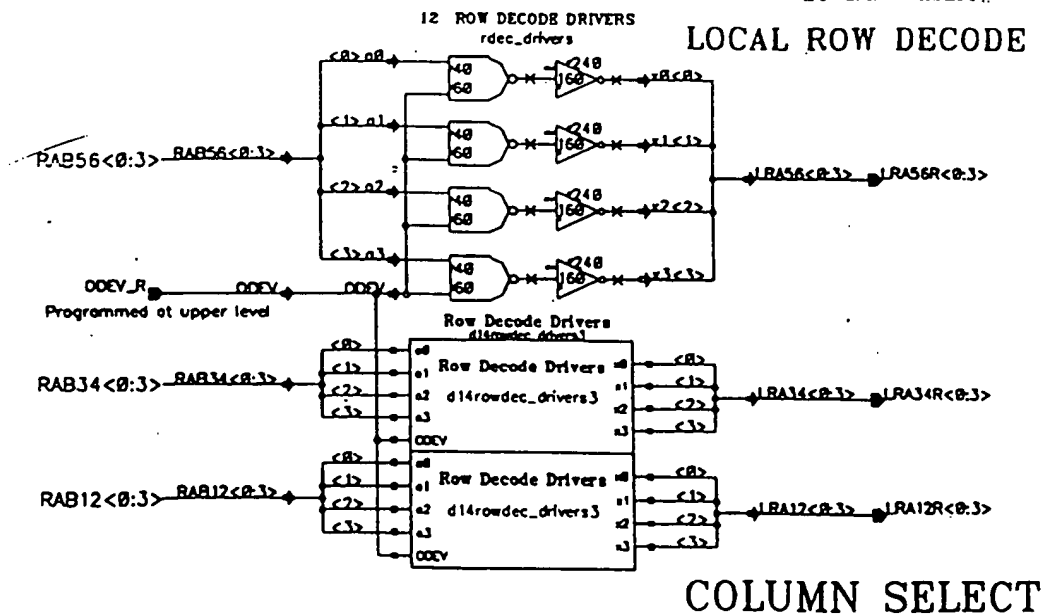 12 ROW DECODE DRIVERS
rdec_drivers
LOCAL ROW DECODE
<0> a0
40
60
240
160
x0<0>
<1> a1
40
60
240
160
x1<1>
RAB56<0:3> RAB56<0:3>
LRA56<0:3> LRA56R<0:3>
<2> a2
40
60
240
160
x2<2>
<3> a3
40
60
240
160
x3<3>
ODEV_R ODEV ODEV
Programmed at upper level
Row Decode Drivers
d14rowdec_drivers3
RAB34<0:3> RAB34<0:3>
<0> a0
<1> a1
<2> a2
<3> a3
ODEV
Row Decode Drivers
d14rowdec_drivers3
x0 <0>
x1 <1>
x2 <2>
x3 <3>
LRA34<0:3> LRA34R<0:3>
RAB12<0:3> RAB12<0:3>
<0> a0
<1> a1
<2> a2
<3> a3
ODEV
Row Decode Drivers
d14rowdec_drivers3
x0 <0>
x1 <1>
x2 <2>
x3 <3>
LRA12<0:3> LRA12R<0:3>
COLUMN SELECT